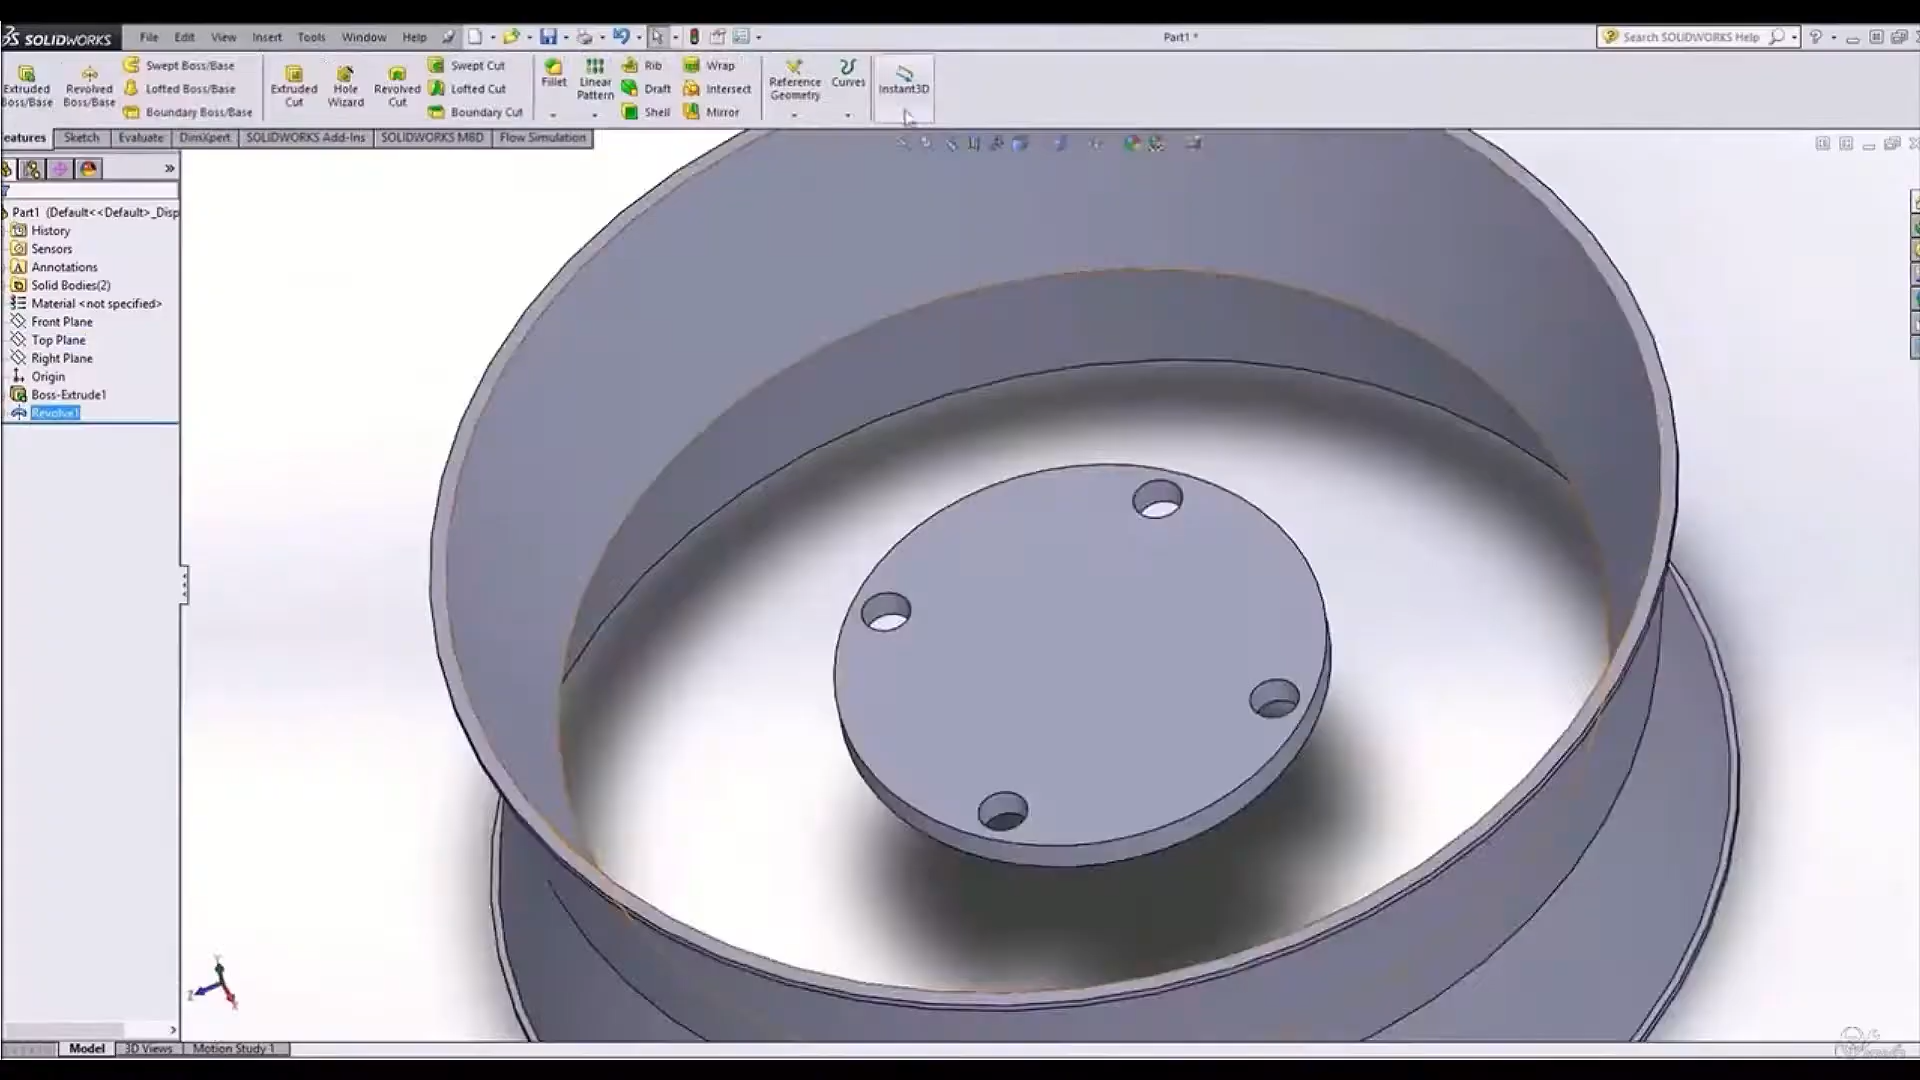 SOLIDWORKS File Edit View Insert Tools Window Help Part1 * Search SOLIDWORKS Help
Extruded Boss/Base
Revolved Boss/Base
Swept Boss/Base
Lofted Boss/Base
Boundary Boss/Base
Extruded Cut
Hole Wizard
Revolved Cut
Swept Cut
Lofted Cut
Boundary Cut
Fillet
Linear Pattern
Rib
Draft
Shell
Wrap
Intersect
Mirror
Reference Geometry
Curves
Instant3D
eatures Sketch Evaluate DimXpert SOLIDWORKS Add-Ins SOLIDWORKS MBD Flow Simulation
Part1 (Default<<Default>_Disp
History
Sensors
Annotations
Solid Bodies(2)
Material <not specified>
Front Plane
Top Plane
Right Plane
Origin
Boss-Extrude1
Revolve1
Model 3D Views Motion Study 1